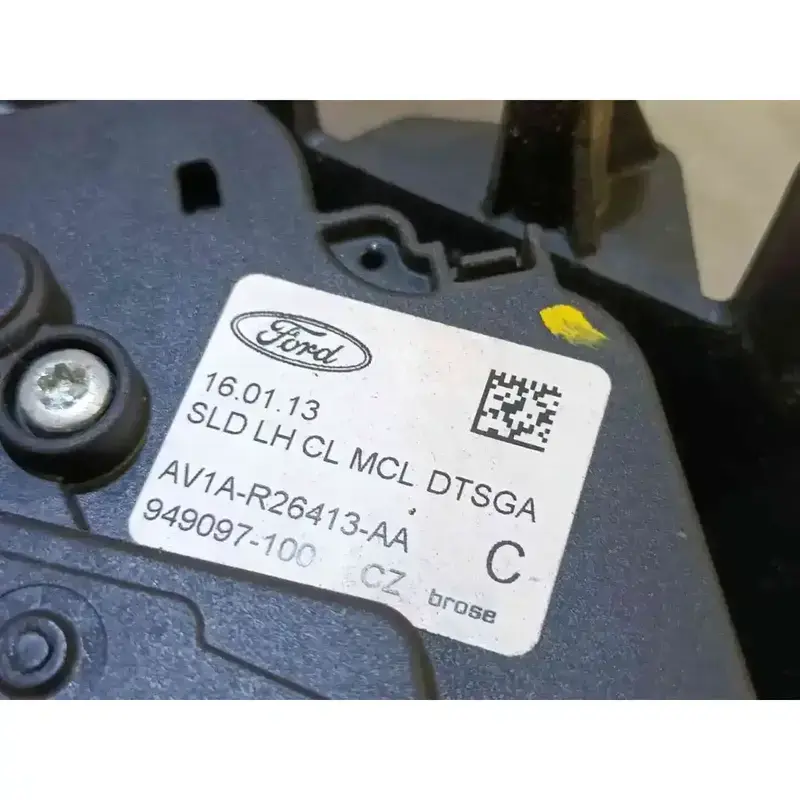 Ford
16.01.13
SLD LH CL MCL DTSGA
AV1A-R26413-AA
949097-100 CZ brose C